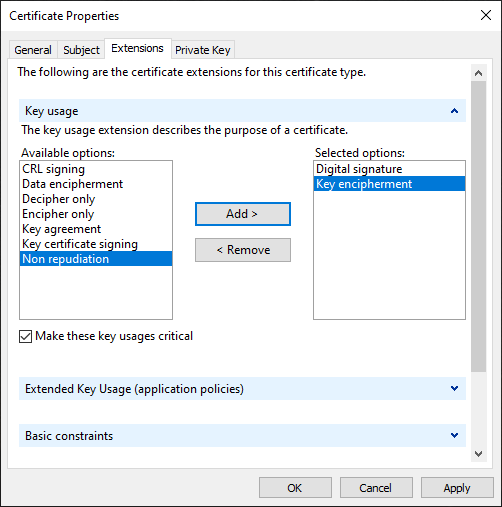 Certificate Properties
General Subject Extensions Private Key
The following are the certificate extensions for this certificate type.
Key usage
The key usage extension describes the purpose of a certificate.
Available options:
Selected options:
CRL signing
Data encipherment
Decipher only
Encipher only
Key agreement
Key certificate signing
Non repudiation
Add >
< Remove
Digital signature
Key encipherment
Make these key usages critical
Extended Key Usage (application policies)
Basic constraints
OK Cancel Apply